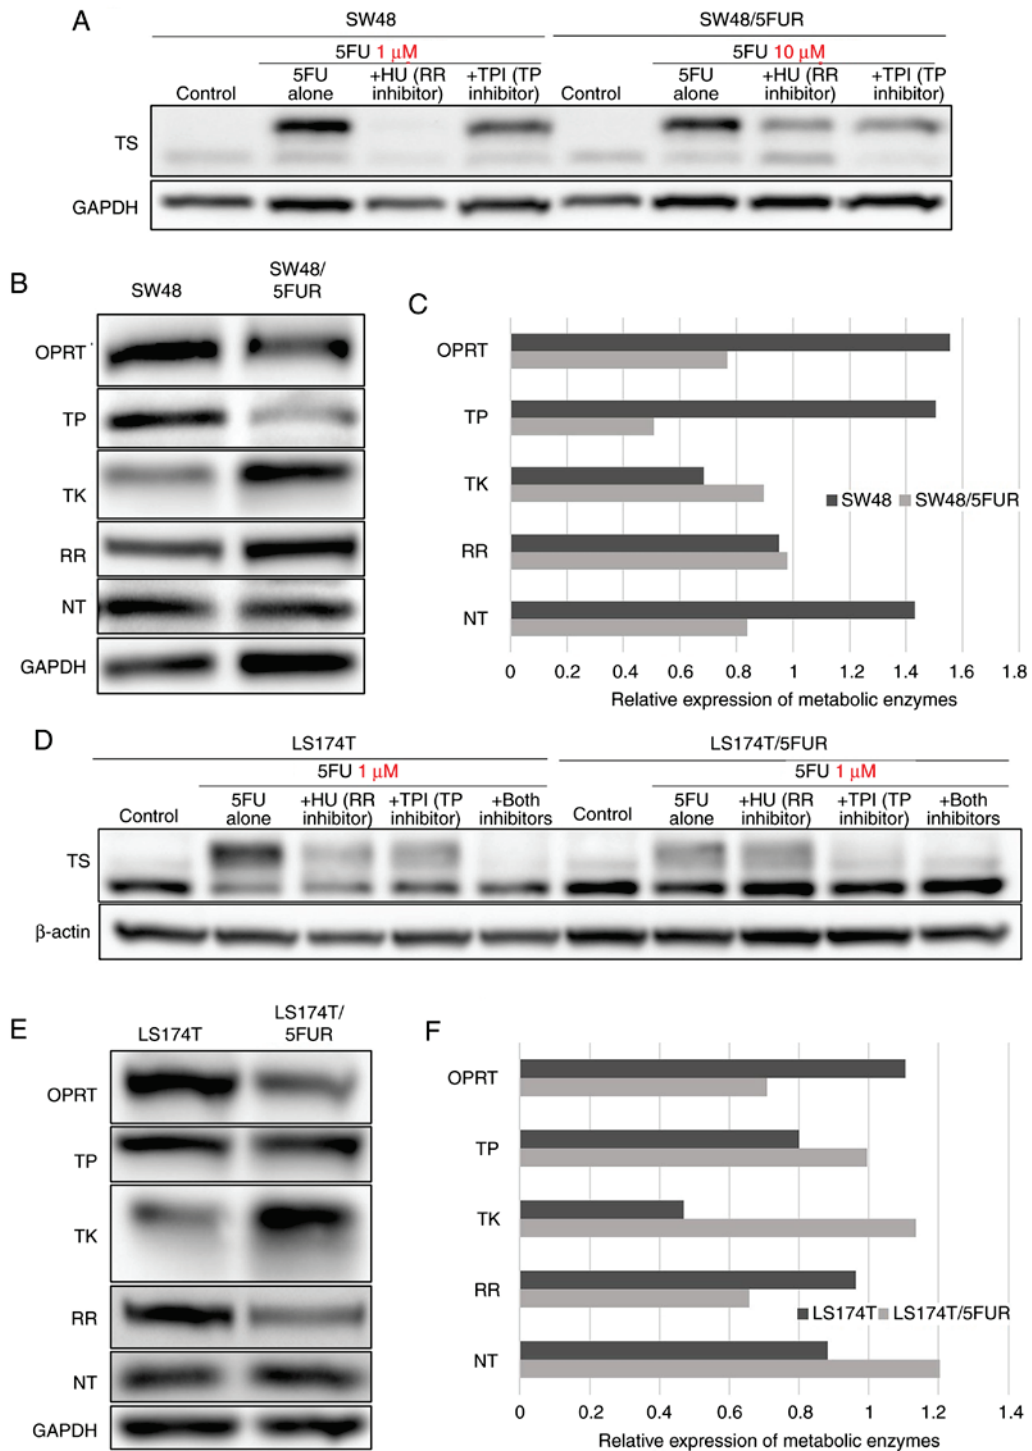 A
SW48
SW48/5FUR
5FU 1 μM
5FU 10 μM
Control
5FU alone
+HU (RR inhibitor)
+TPI (TP inhibitor)
Control
5FU alone
+HU (RR inhibitor)
+TPI (TP inhibitor)
TS
GAPDH
B
SW48
SW48/
5FUR
OPRT
TP
TK
RR
NT
GAPDH
C
OPRT
TP
TK
RR
NT
SW48 SW48/5FUR
0 0.2 0.4 0.6 0.8 1 1.2 1.4 1.6 1.8
Relative expression of metabolic enzymes
D
LS174T
LS174T/5FUR
5FU 1 μM
5FU 1 μM
Control
5FU alone
+HU (RR inhibitor)
+TPI (TP inhibitor)
+Both inhibitors
Control
5FU alone
+HU (RR inhibitor)
+TPI (TP inhibitor)
+Both inhibitors
TS
β-actin
E
LS174T
LS174T/
5FUR
OPRT
TP
TK
RR
NT
GAPDH
F
OPRT
TP
TK
RR
NT
LS174T LS174T/5FUR
0 0.2 0.4 0.6 0.8 1 1.2 1.4
Relative expression of metabolic enzymes